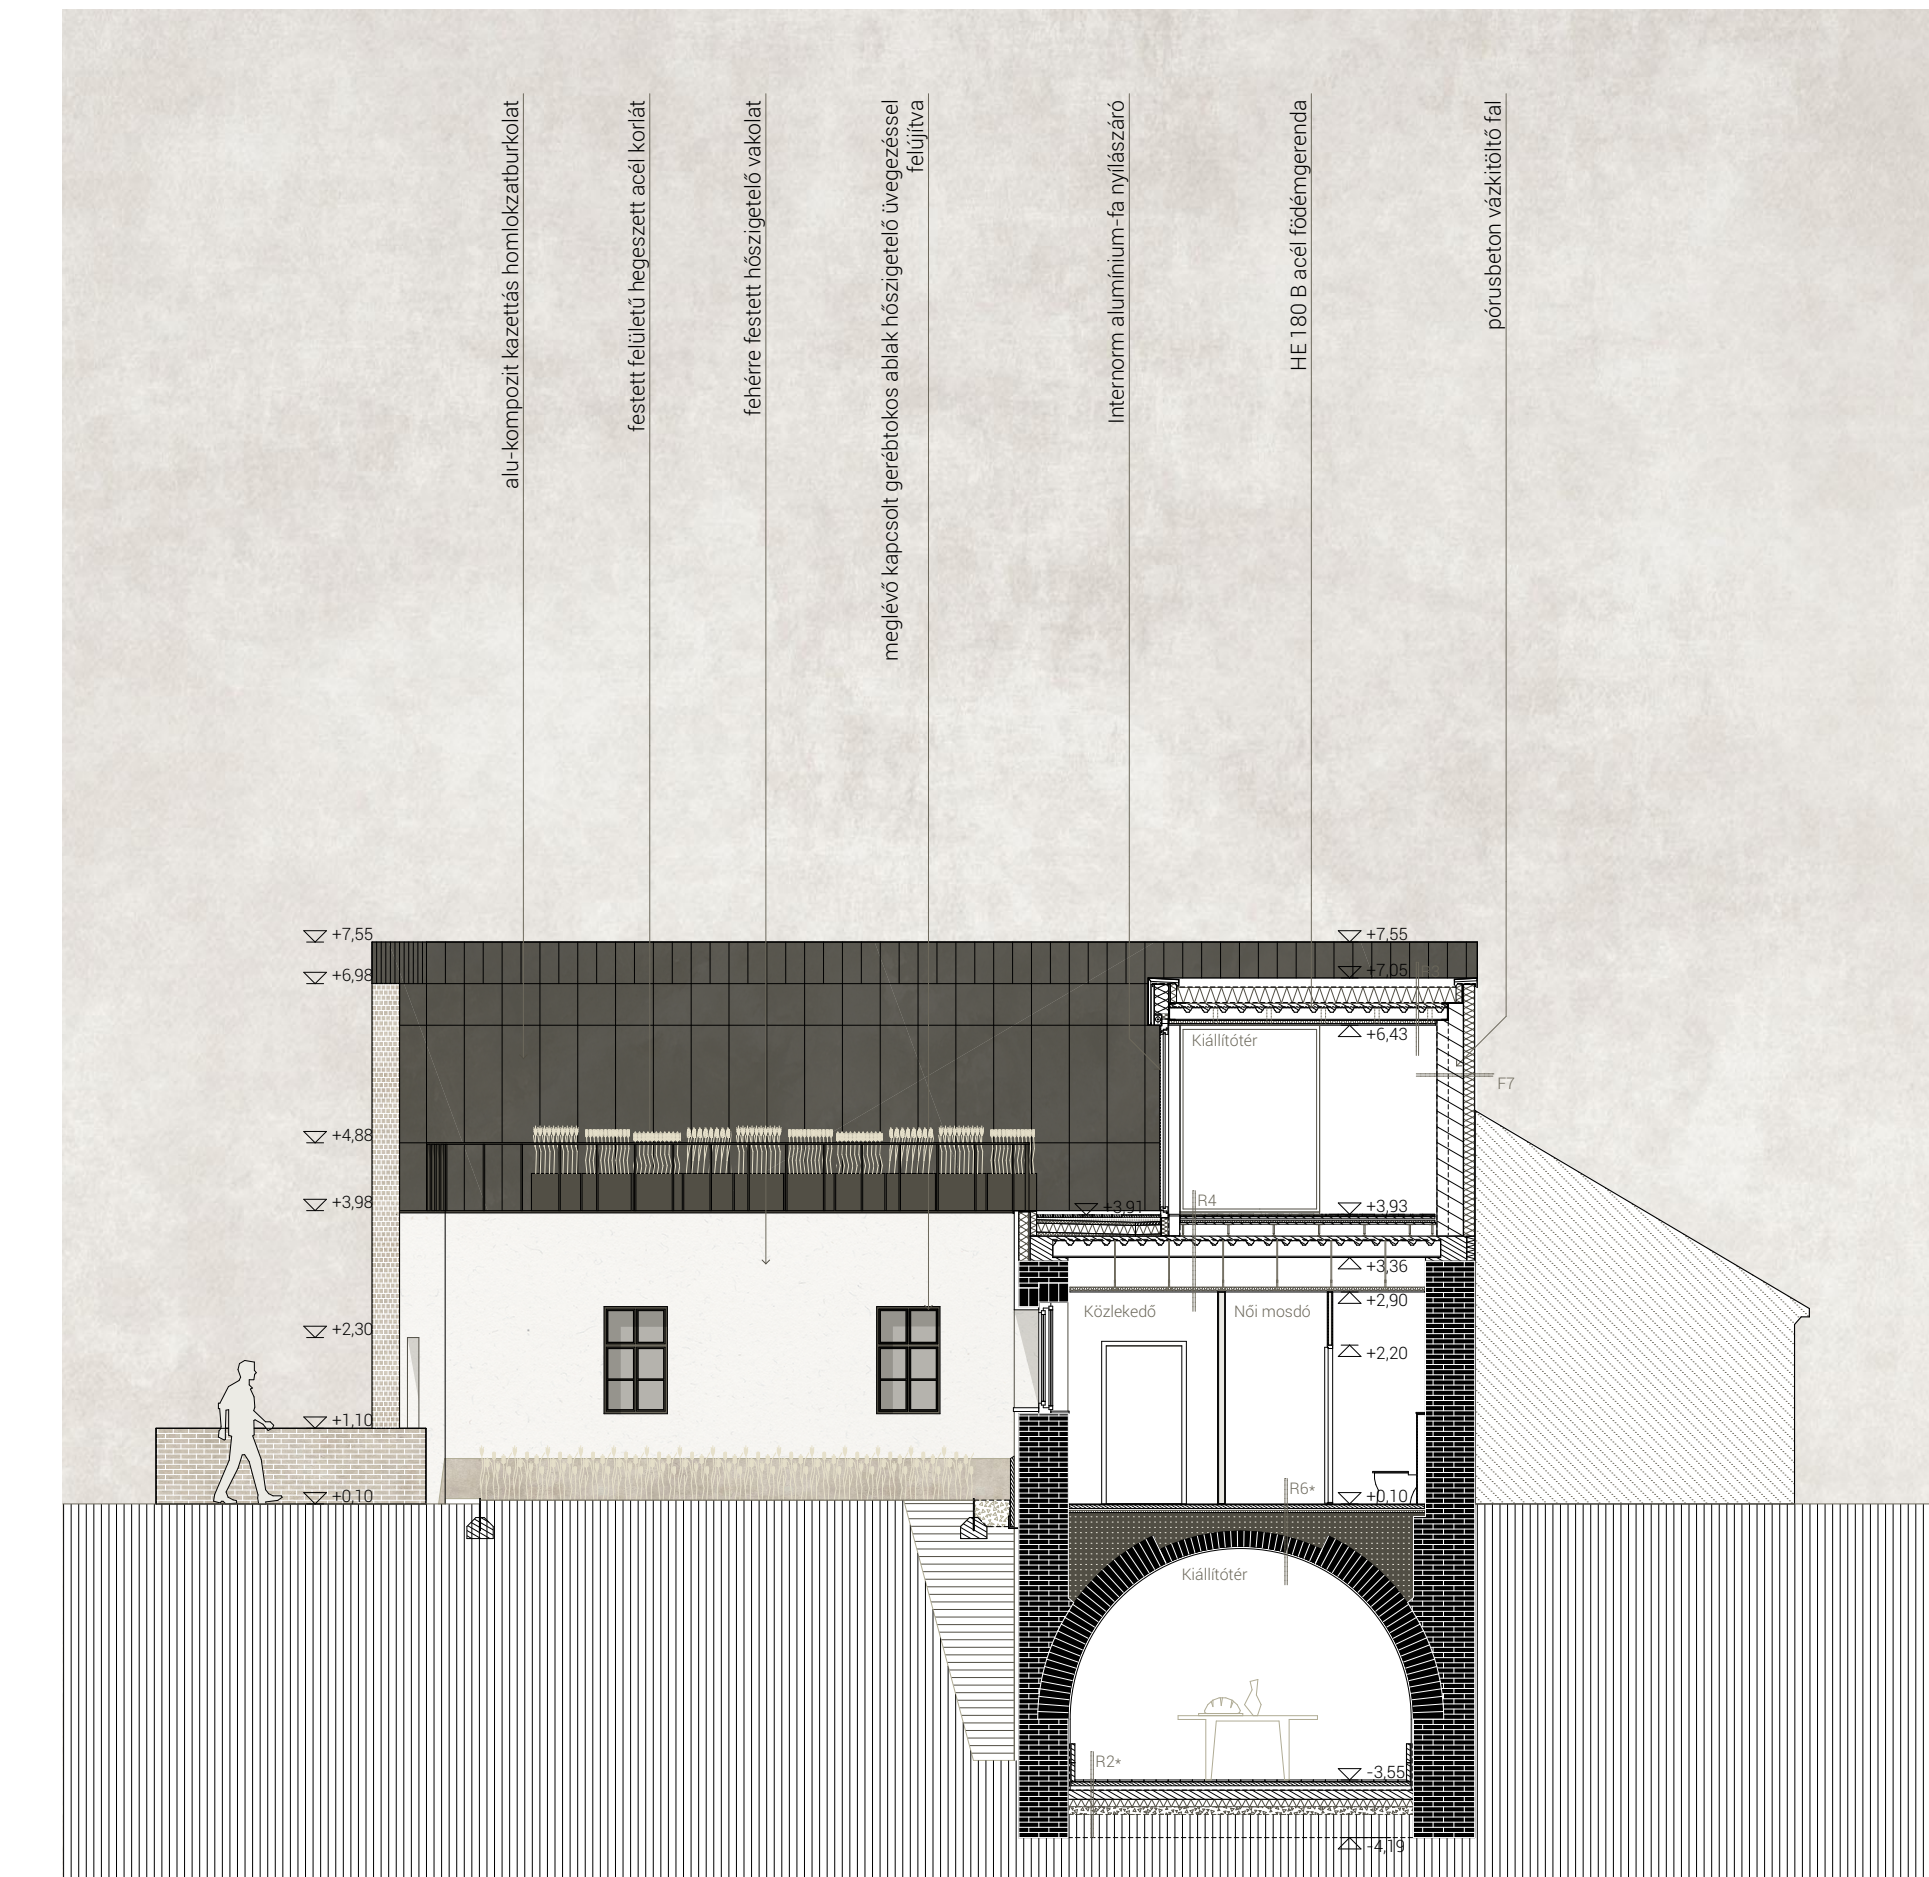 alu-kompozit kazettás homlokzatburkolat
festett felületű hegesztett acél korlát
fehérre festett hőszigetelő vakolat
meglévő kapcsolt gerébtokos ablak hőszigetelő üvegezéssel
felújítva
Internorm alumínium-fa nyílászáró
HE 180 B acél födémgerenda
pórusbeton vázkitöltő fal
+7,55
+7,55
+6,98
+7,05
Kiállítótér
+6,43
F7
+4,88
+3,98
+3,91
R4
+3,93
+3,36
+2,90
Közlekedő
Női mosdó
+2,30
+2,20
+1,10
+0,10
R6*
+0,10
Kiállítótér
R2*
-3,55
-4,19